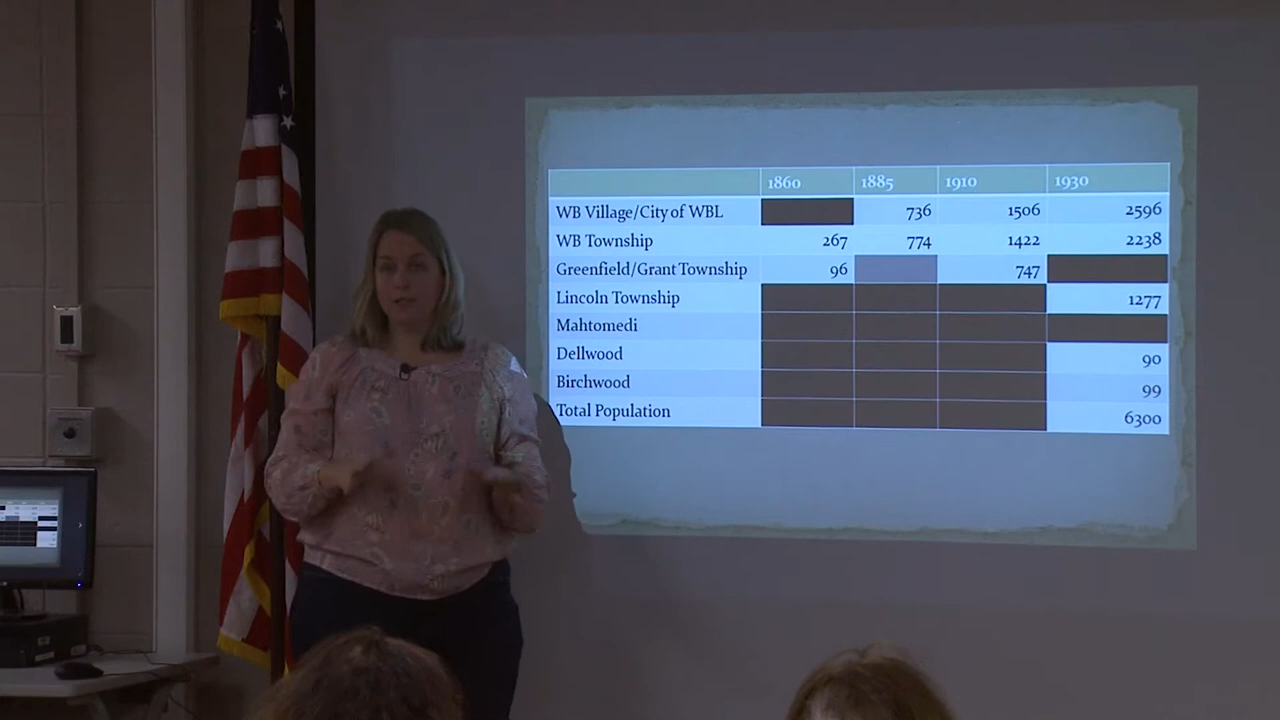 1860 1885 1910 1930
WB Village/City of WBL 736 1506 2596
WB Township 267 774 1422 2238
Greenfield/Grant Township 96 747
Lincoln Township 1277
Mahtomedi
Dellwood 90
Birchwood 99
Total Population 6300